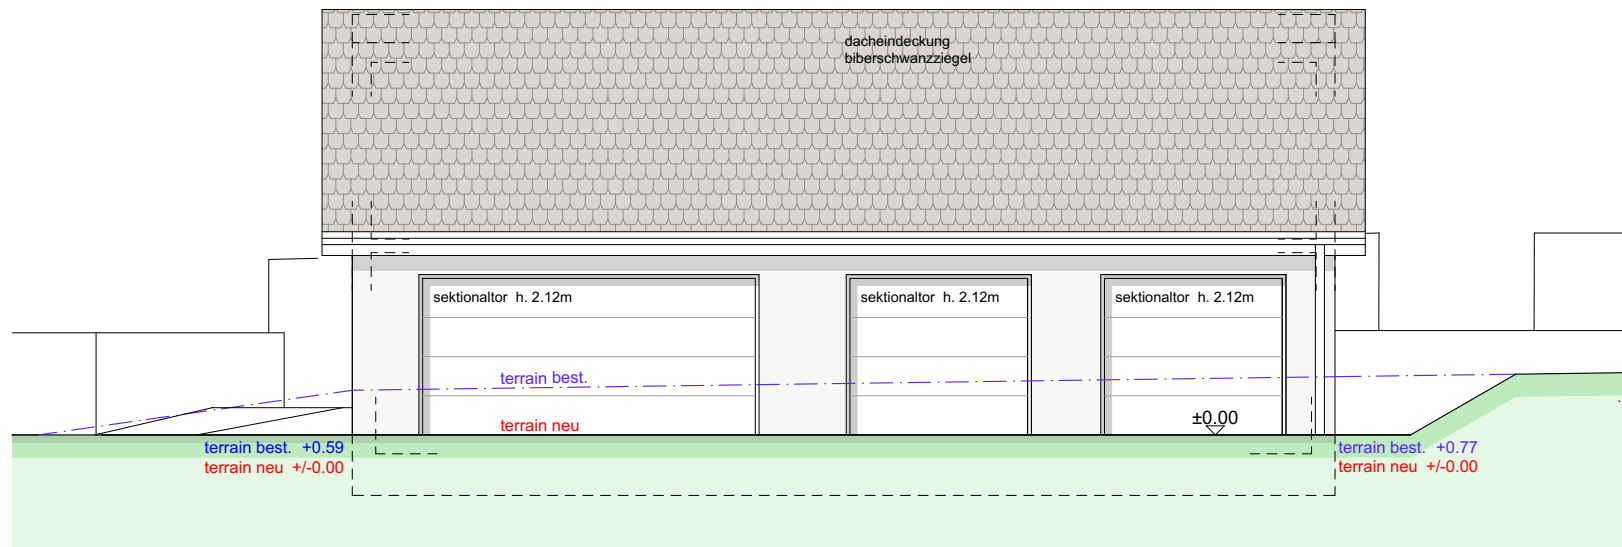 dacheindeckung
biberschwanzziegel
sektionaltor h. 2.12m
sektionaltor h. 2.12m
sektionaltor h. 2.12m
terrain best.
terrain neu
±0.00
terrain best. +0.59
terrain neu +/-0.00
terrain best. +0.77
terrain neu +/-0.00